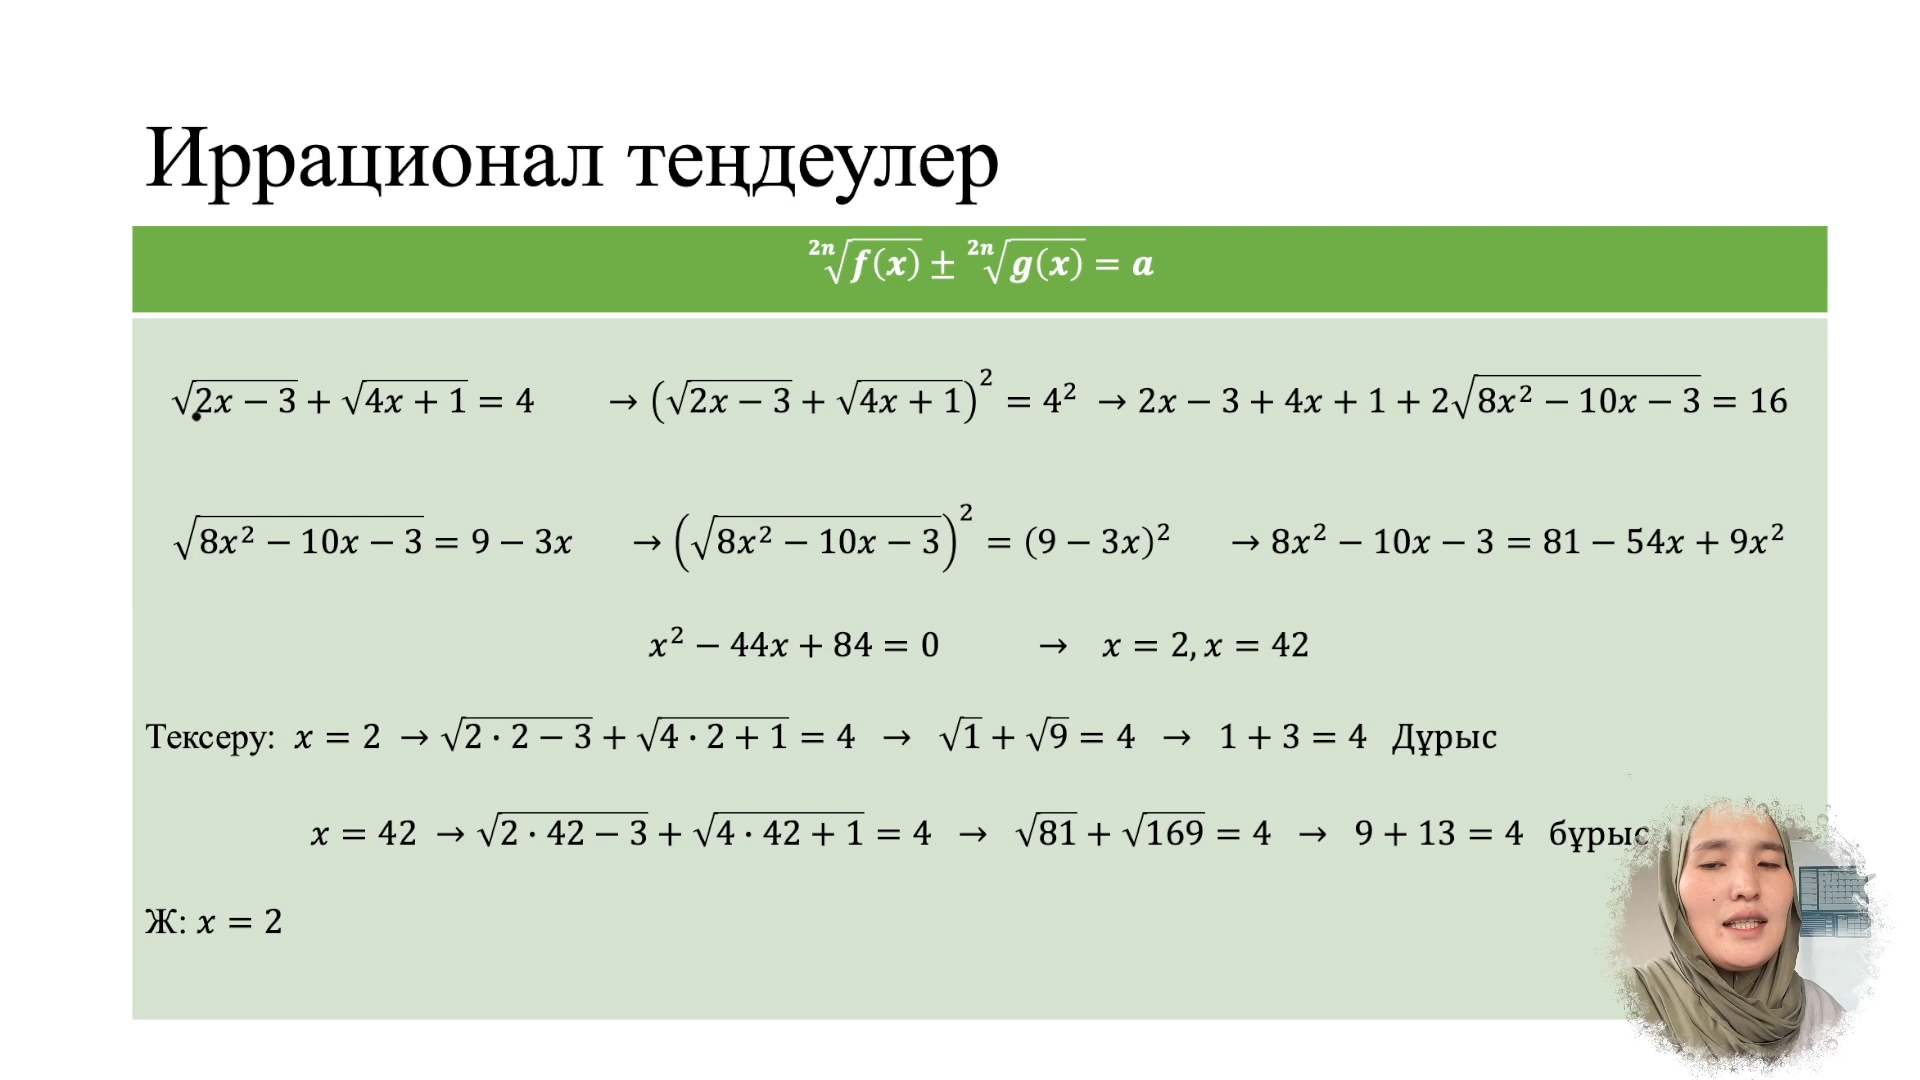 Иррационал теңдеулер
²ⁿ√f(x) ± ²ⁿ√g(x) = a
√(2x − 3) + √(4x + 1) = 4 → (√(2x − 3) + √(4x + 1))² = 4² → 2x − 3 + 4x + 1 + 2√(8x² − 10x − 3) = 16
√(8x² − 10x − 3) = 9 − 3x → (√(8x² − 10x − 3))² = (9 − 3x)² → 8x² − 10x − 3 = 81 − 54x + 9x²
x² − 44x + 84 = 0 → x = 2, x = 42
Тексеру: x = 2 → √(2 · 2 − 3) + √(4 · 2 + 1) = 4 → √1 + √9 = 4 → 1 + 3 = 4 Дұрыс
x = 42 → √(2 · 42 − 3) + √(4 · 42 + 1) = 4 → √81 + √169 = 4 → 9 + 13 = 4 бұрыс
Ж: x = 2